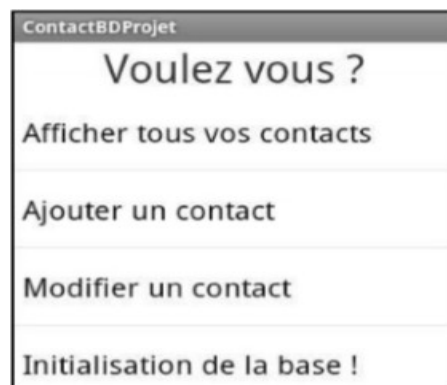 ContactBDProjet
Voulez vous ?
Afficher tous vos contacts
Ajouter un contact
Modifier un contact
Initialisation de la base !